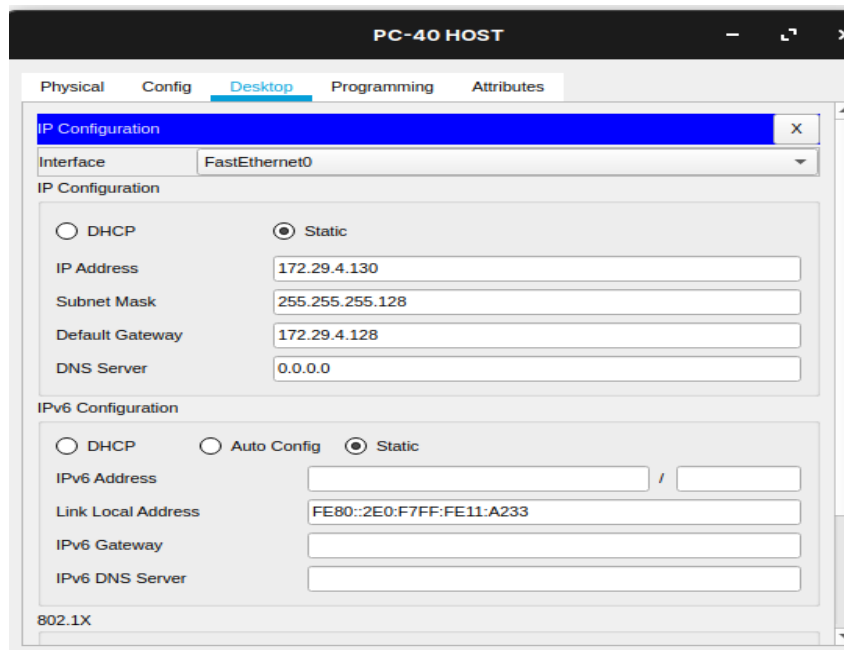 PC-40 HOST
Physical Config Desktop Programming Attributes
IP Configuration X
Interface FastEthernet0
IP Configuration
DHCP Static
IP Address 172.29.4.130
Subnet Mask 255.255.255.128
Default Gateway 172.29.4.128
DNS Server 0.0.0.0
IPv6 Configuration
DHCP Auto Config Static
IPv6 Address /
Link Local Address FE80::2E0:F7FF:FE11:A233
IPv6 Gateway
IPv6 DNS Server
802.1X